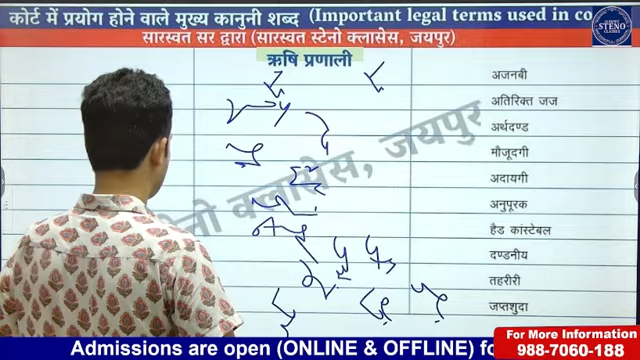 कोर्ट में प्रयोग होने वाले मुख्य कानूनी शब्द (Important legal terms used in co
सारस्वत सर द्वारा (सारस्वत स्टेनो क्लासेस, जयपुर)
STENO
ऋषि प्रणाली
अजनबी
अतिरिक्त जज
अर्थदण्ड
मौजूदगी
अदायगी
अनुपूरक
हैड कांस्टेबल
दण्डनीय
तहरीरी
जप्तशुदा
स्टेनो क्लासेस, जयपुर
Admissions are open (ONLINE & OFFLINE) fo
For More Information
988-7060-188